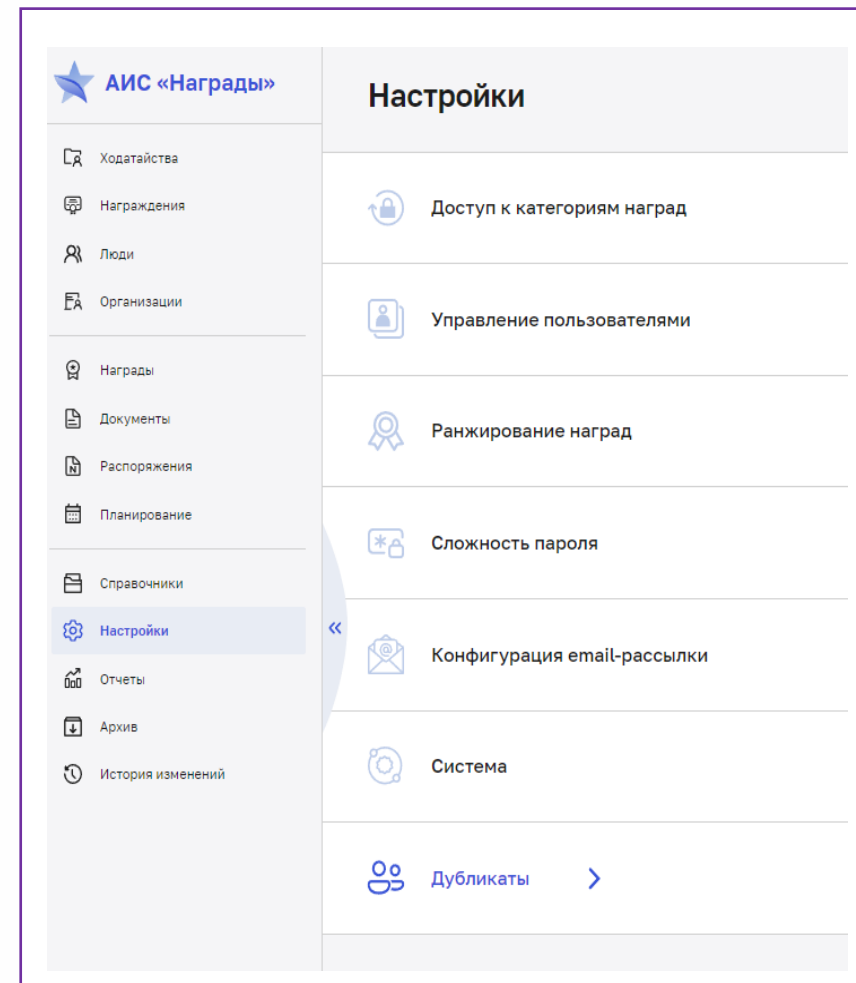 АИС «Награды»
Ходатайства
Награждения
Люди
Организации
Награды
Документы
Распоряжения
Планирование
Справочники
Настройки
Отчеты
Архив
История изменений
Настройки
Доступ к категориям наград
Управление пользователями
Ранжирование наград
Сложность пароля
Конфигурация email-рассылки
Система
Дубликаты